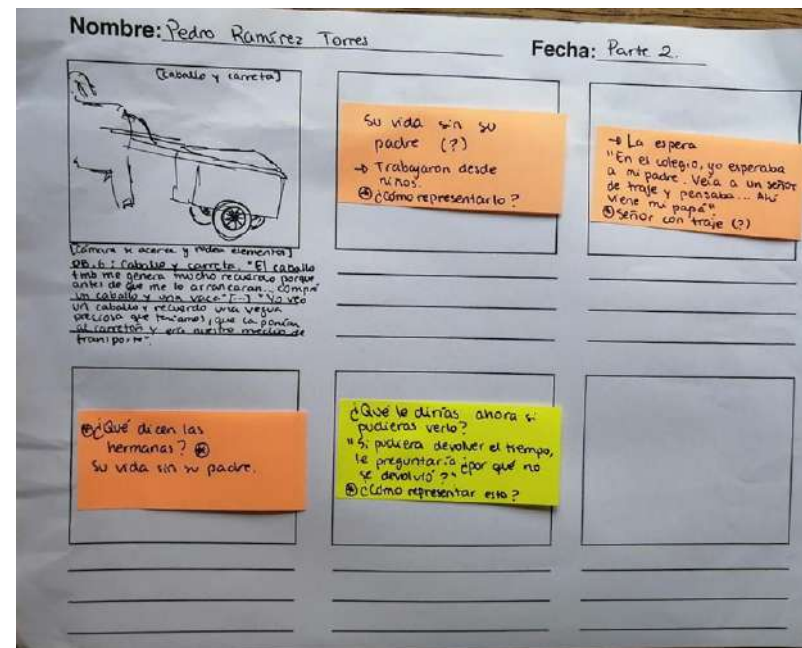 Nombre: Pedro Ramírez Torres
Fecha: Parte 2.
[Caballo y carreta]
[Cámara se acerca y rodea elementos]
OB.6: Caballo y carreta. "El caballo
tmb me genera mucho recuerdo porque
antes de que me lo arrancaran... compró
un caballo y una vaca" [...] "Yo veo
un caballo y recuerdo una yegua
preciosa que teníamos, que la ponían
al carretón y era nuestro medio de
transporte".
Su vida sin su
padre (?)
→ Trabajaron desde
niños.
¿Cómo representarlo?
→ La espera
"En el colegio, yo esperaba
a mi padre. Veía a un señor
de traje y pensaba... Ahí
viene mi papá"
Señor con traje (?)
¿Qué dicen las
hermanas?
Su vida sin su padre.
¿Qué le dirías ahora si
pudieras verlo?
"Si pudiera devolver el tiempo,
le preguntaría ¿por qué no
se devolvió?"
¿Cómo representar esto?